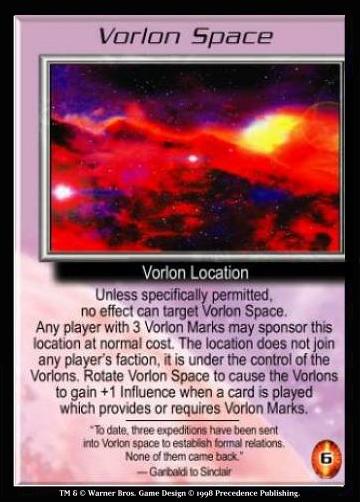 Vorlon Space
Vorlon Location
Unless specifically permitted,
no effect can target Vorlon Space.
Any player with 3 Vorlon Marks may sponsor this
location at normal cost. The location does not join
any player's faction, it is under the control of the
Vorlons. Rotate Vorlon Space to cause the Vorlons
to gain +1 Influence when a card is played
which provides or requires Vorlon Marks.
"To date, three expeditions have been sent
into Vorlon space to establish formal relations.
None of them came back."
— Garibaldi to Sinclair
6
TM & © Warner Bros. Game Design © 1998 Precedence Publishing.